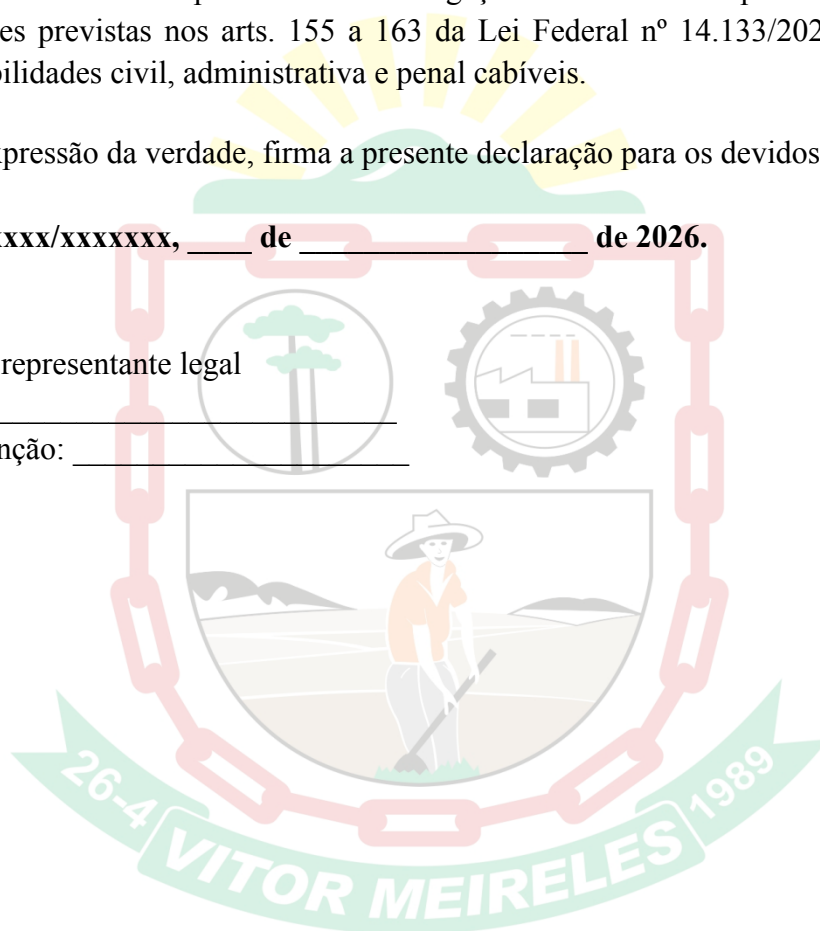 es previstas nos arts. 155 a 163 da Lei Federal nº 14.133/202
bilidades civil, administrativa e penal cabíveis.
xpressão da verdade, firma a presente declaração para os devidos
xxxx/xxxxxxx, ____ de __________________ de 2026.
representante legal
nção: _____________________
26-4 VITOR MEIRELES 1989